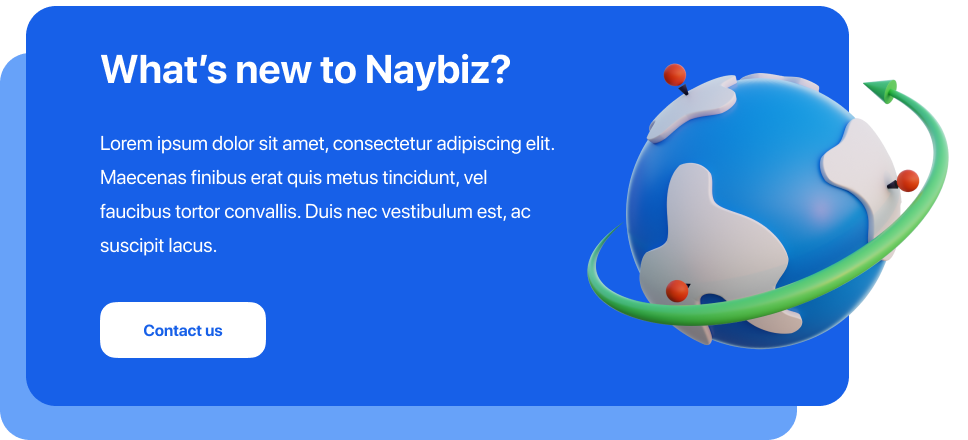 What’s new to Naybiz?
Lorem ipsum dolor sit amet, consectetur adipiscing elit.
Maecenas finibus erat quis metus tincidunt, vel
faucibus tortor convallis. Duis nec vestibulum est, ac
suscipit lacus.
Contact us